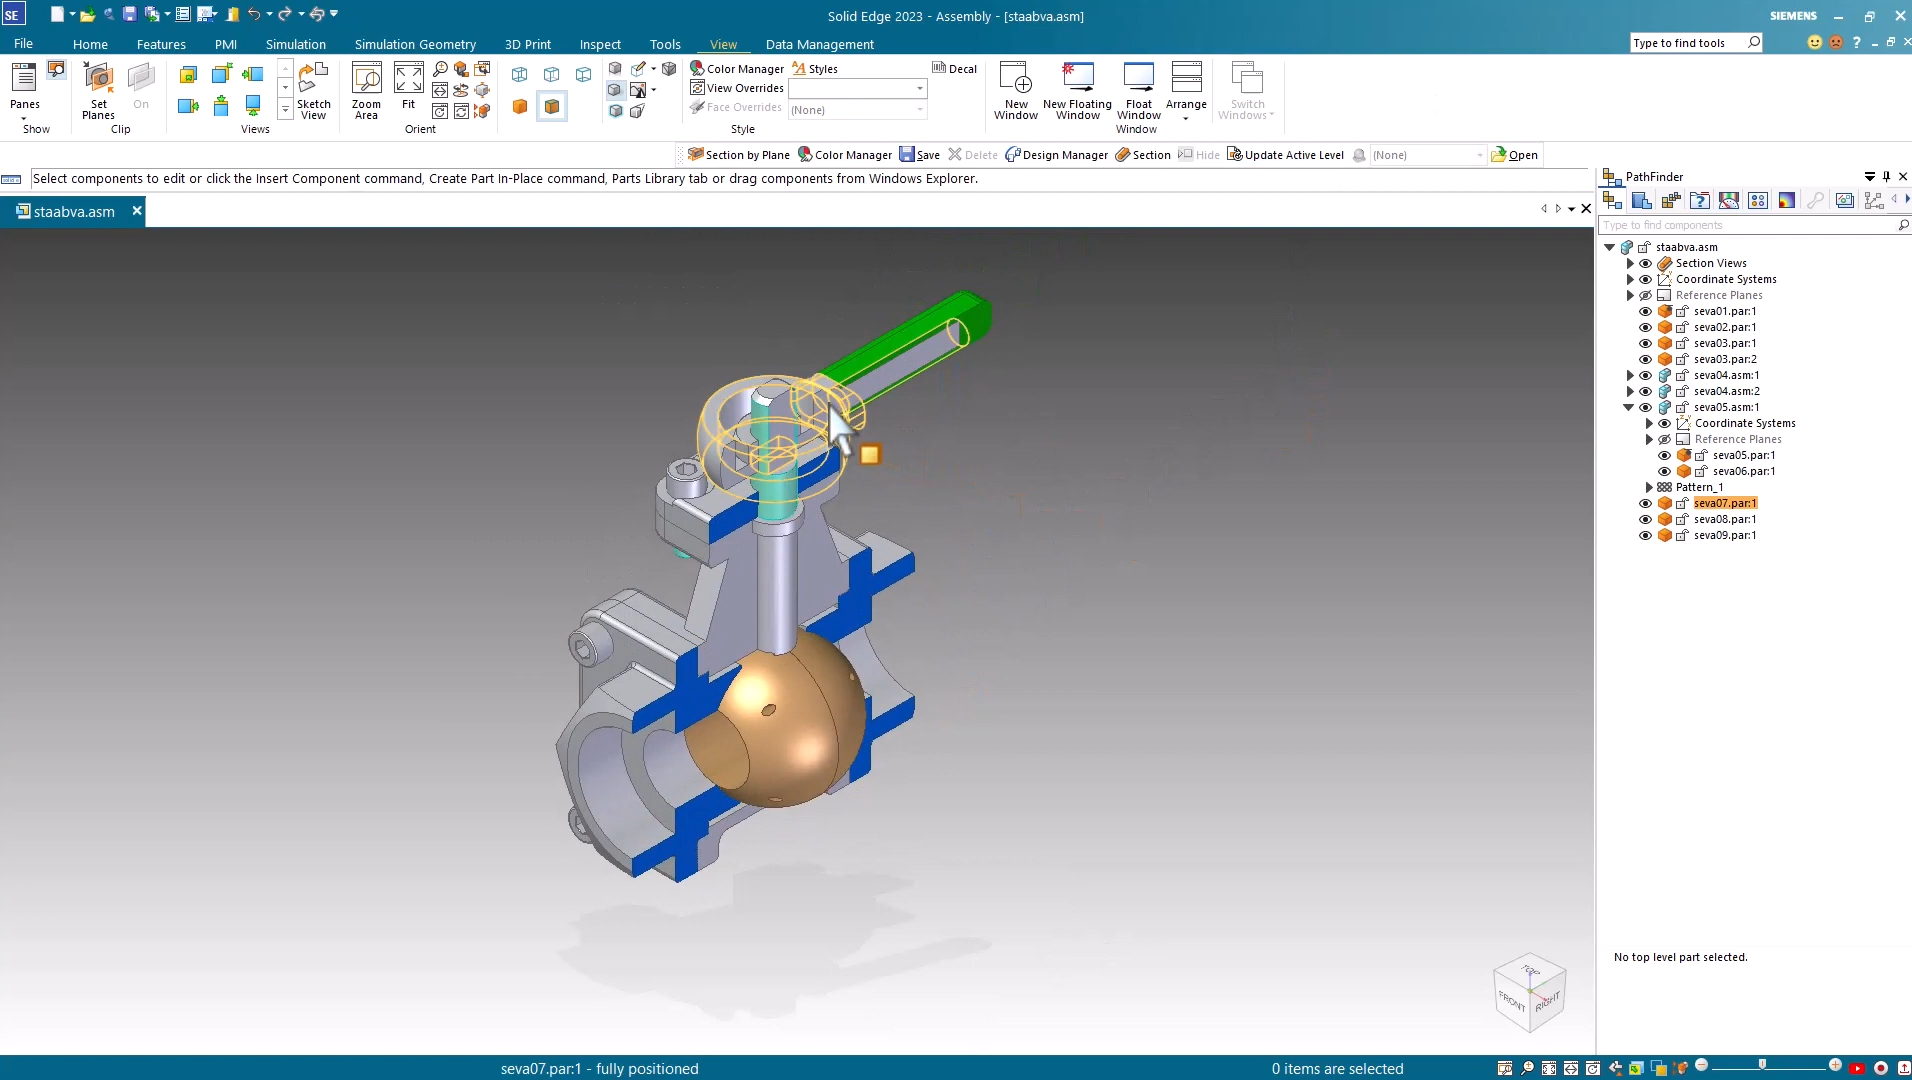 SE
Solid Edge 2023 - Assembly - [staabva.asm]
SIEMENS
File
Home
Features
PMI
Simulation
Simulation Geometry
3D Print
Inspect
Tools
View
Data Management
Type to find tools
Panes
Show
Set Planes
On
Clip
Views
Sketch View
Zoom Area
Fit
Orient
Color Manager
Styles
View Overrides
Face Overrides
(None)
Style
Decal
New Window
New Floating Window
Float Window
Arrange
Switch Windows
Window
Section by Plane
Color Manager
Save
Delete
Design Manager
Section
Hide
Update Active Level
(None)
Open
Select components to edit or click the Insert Component command, Create Part In-Place command, Parts Library tab or drag components from Windows Explorer.
staabva.asm
PathFinder
Type to find components
staabva.asm
Section Views
Coordinate Systems
Reference Planes
seva01.par:1
seva02.par:1
seva03.par:1
seva03.par:2
seva04.asm:1
seva04.asm:2
seva05.asm:1
Coordinate Systems
Reference Planes
seva05.par:1
seva06.par:1
Pattern_1
seva07.par:1
seva08.par:1
seva09.par:1
No top level part selected.
TOP
FRONT
RIGHT
seva07.par:1 - fully positioned
0 items are selected